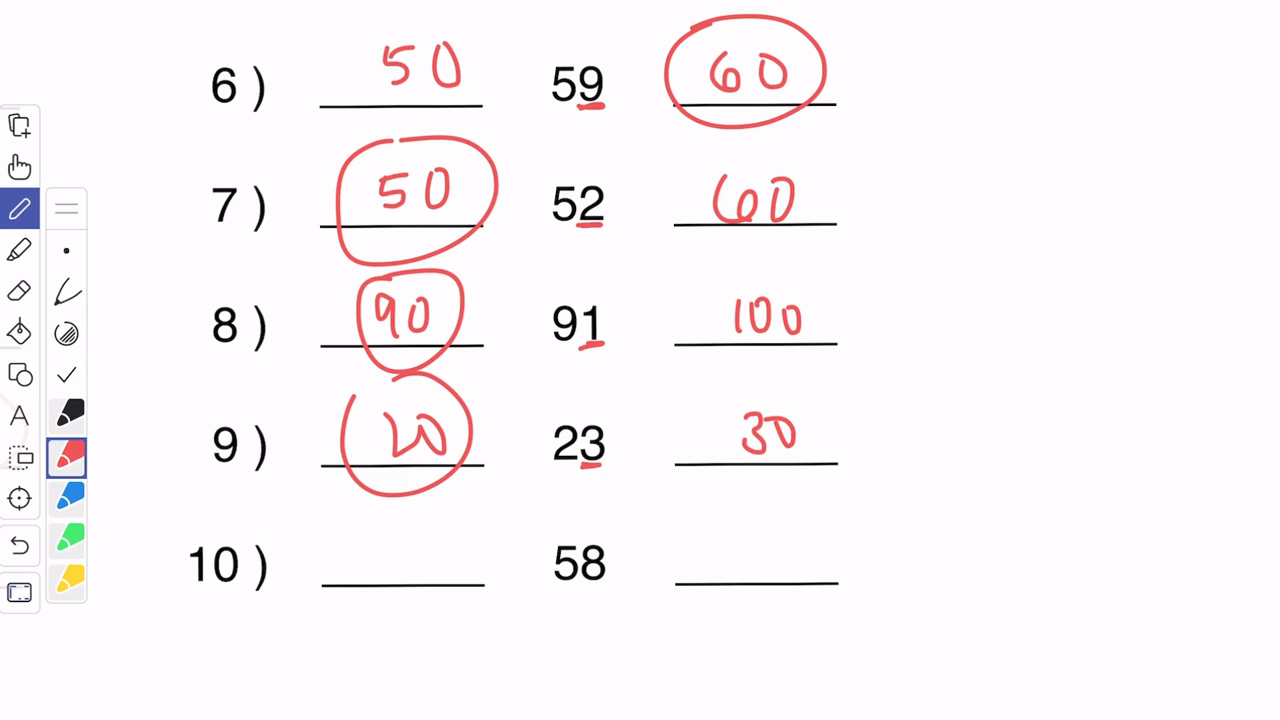 6 ) 50 59 60
7 ) 50 52 60
8 ) 90 91 100
9 ) 20 23 30
10 ) 58
A